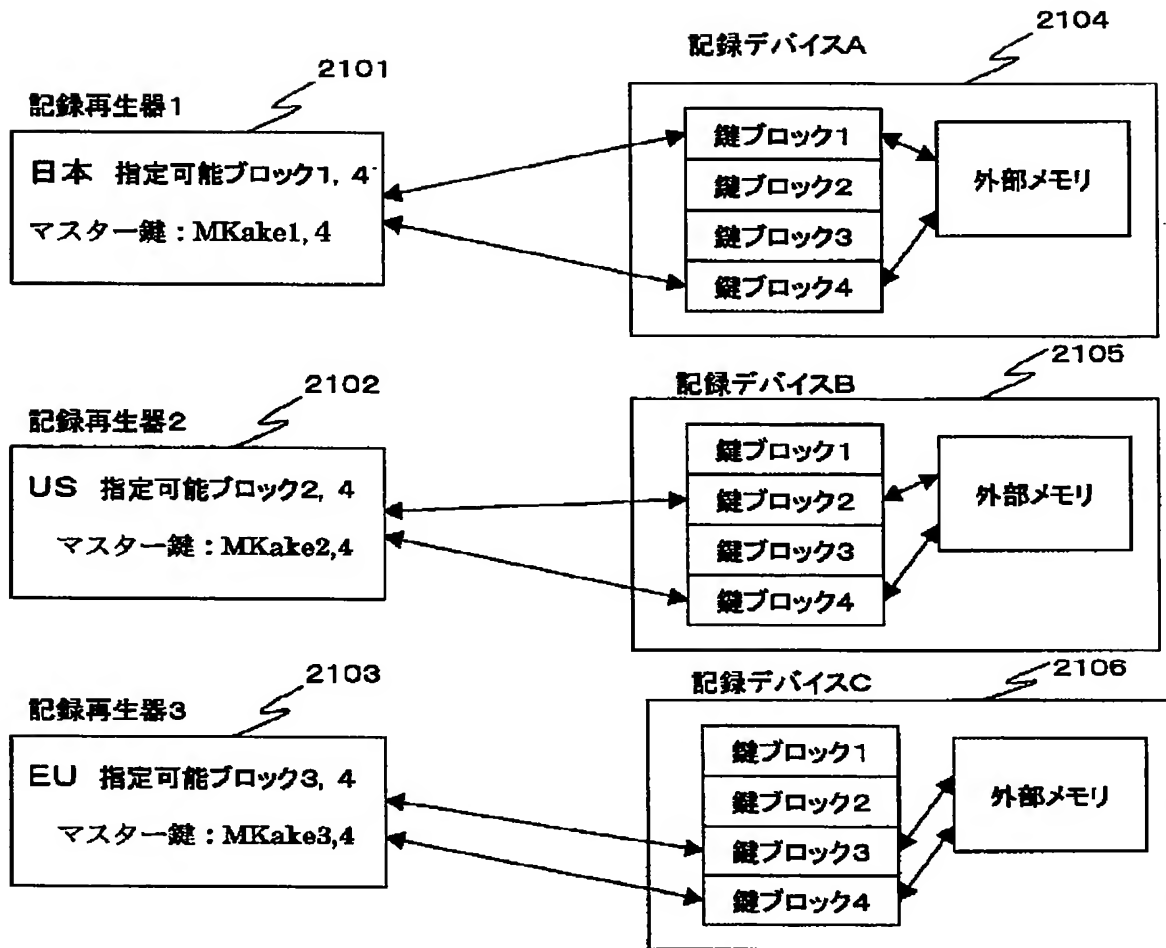 記録デバイスA
2104
2101
記録再生器1
日本 指定可能ブロック1, 4
マスター鍵：MKake1, 4
鍵ブロック1
鍵ブロック2
鍵ブロック3
鍵ブロック4
外部メモリ
記録デバイスB
2105
2102
記録再生器2
US 指定可能ブロック2, 4
マスター鍵：MKake2,4
鍵ブロック1
鍵ブロック2
鍵ブロック3
鍵ブロック4
外部メモリ
記録デバイスC
2106
2103
記録再生器3
EU 指定可能ブロック3, 4
マスター鍵：MKake3,4
鍵ブロック1
鍵ブロック2
鍵ブロック3
鍵ブロック4
外部メモリ